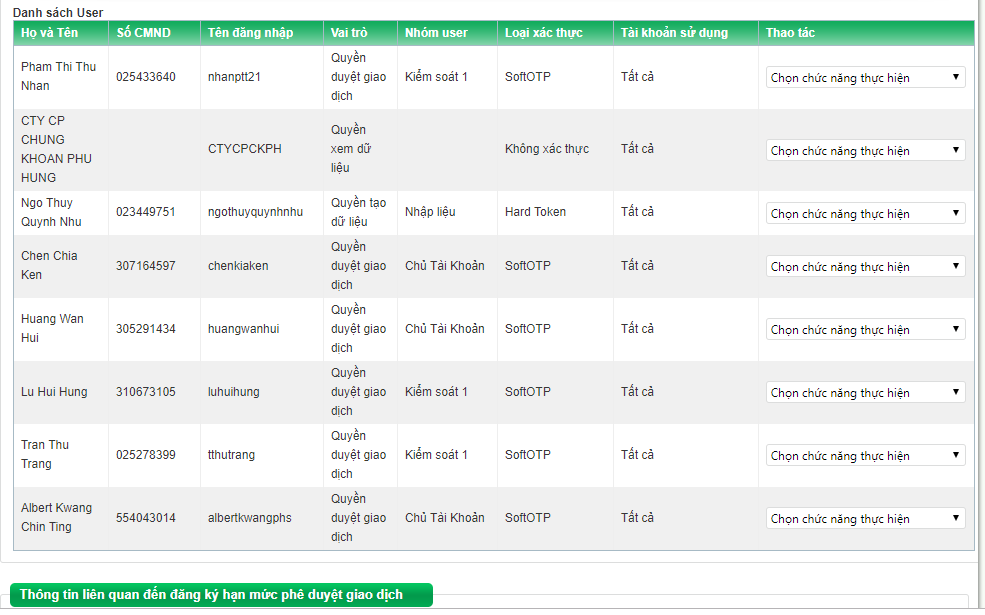 Danh sách User
Họ và Tên Số CMND Tên đăng nhập Vai trò Nhóm user Loại xác thực Tài khoản sử dụng Thao tác
Pham Thi Thu
Nhan
025433640
nhanptt21
Quyền
duyệt giao
dịch
Kiểm soát 1
SoftOTP
Tất cả
Chọn chức năng thực hiện
CTY CP
CHUNG
KHOAN PHU
HUNG
CTYCPCKPH
Quyền
xem dữ
liệu
Không xác thực
Tất cả
Chọn chức năng thực hiện
Ngo Thuy
Quynh Nhu
023449751
ngothuyquynhnhu
Quyền tạo
dữ liệu
Nhập liệu
Hard Token
Tất cả
Chọn chức năng thực hiện
Chen Chia
Ken
307164597
chenkiaken
Quyền
duyệt giao
dịch
Chủ Tài Khoản
SoftOTP
Tất cả
Chọn chức năng thực hiện
Huang Wan
Hui
305291434
huangwanhui
Quyền
duyệt giao
dịch
Chủ Tài Khoản
SoftOTP
Tất cả
Chọn chức năng thực hiện
Lu Hui Hung
310673105
luhuihung
Quyền
duyệt giao
dịch
Kiểm soát 1
SoftOTP
Tất cả
Chọn chức năng thực hiện
Tran Thu
Trang
025278399
tthutrang
Quyền
duyệt giao
dịch
Kiểm soát 1
SoftOTP
Tất cả
Chọn chức năng thực hiện
Albert Kwang
Chin Ting
554043014
albertkwangphs
Quyền
duyệt giao
dịch
Chủ Tài Khoản
SoftOTP
Tất cả
Chọn chức năng thực hiện
Thông tin liên quan đến đăng ký hạn mức phê duyệt giao dịch